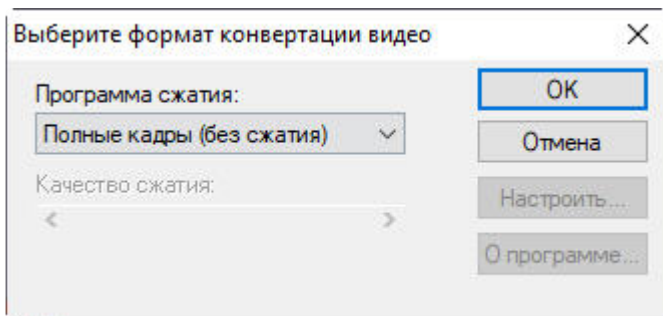 Выберите формат конвертации видео
Программа сжатия:
Полные кадры (без сжатия)
Качество сжатия:
OK
Отмена
Настроить...
О программе...